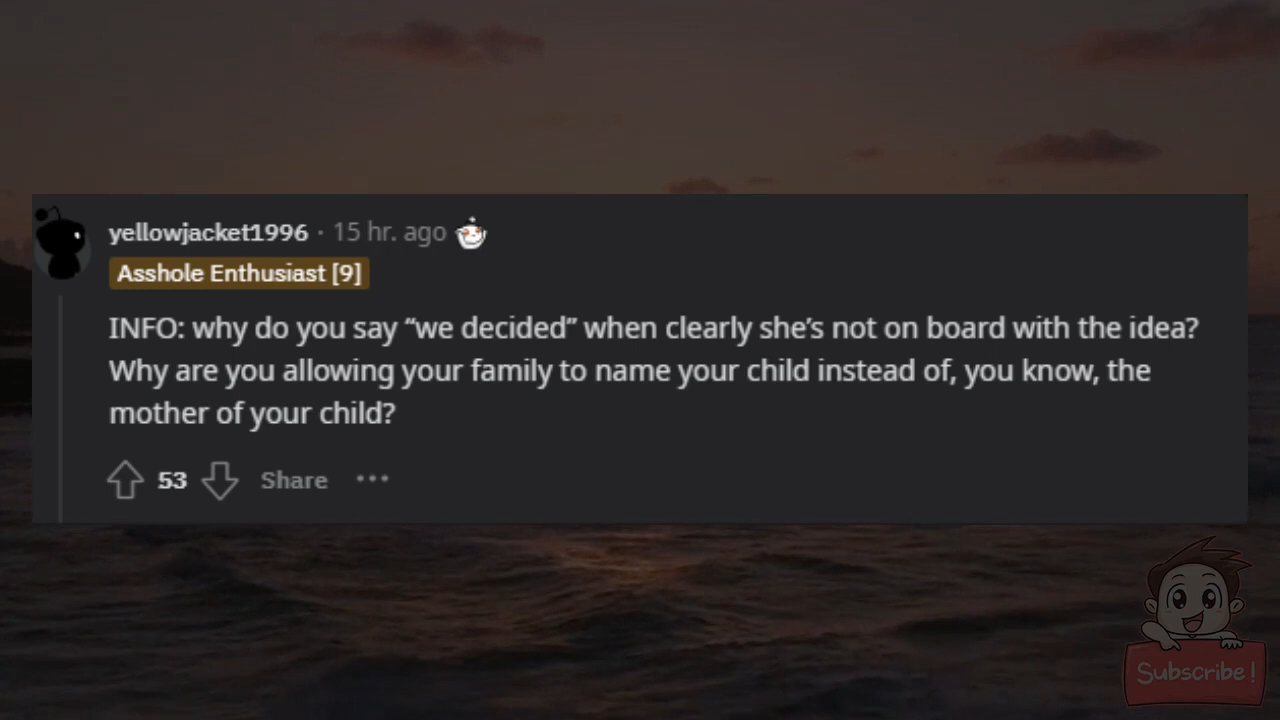 yellowjacket1996 · 15 hr. ago
Asshole Enthusiast [9]
INFO: why do you say “we decided” when clearly she’s not on board with the idea?
Why are you allowing your family to name your child instead of, you know, the
mother of your child?
53 Share ···
Subscribe!